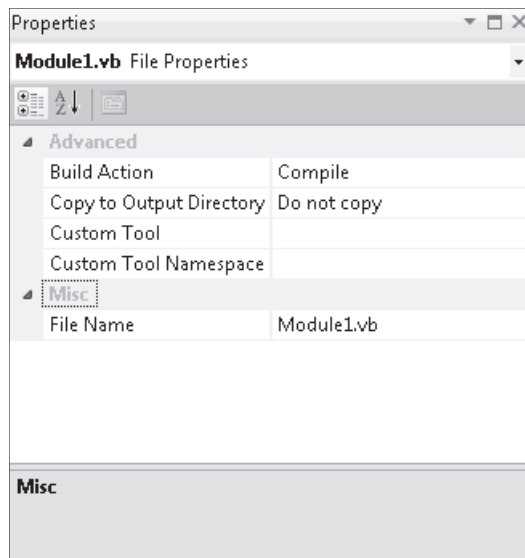 Properties
Module1.vb File Properties
Advanced
Build Action Compile
Copy to Output Directory Do not copy
Custom Tool
Custom Tool Namespace
Misc
File Name Module1.vb
Misc